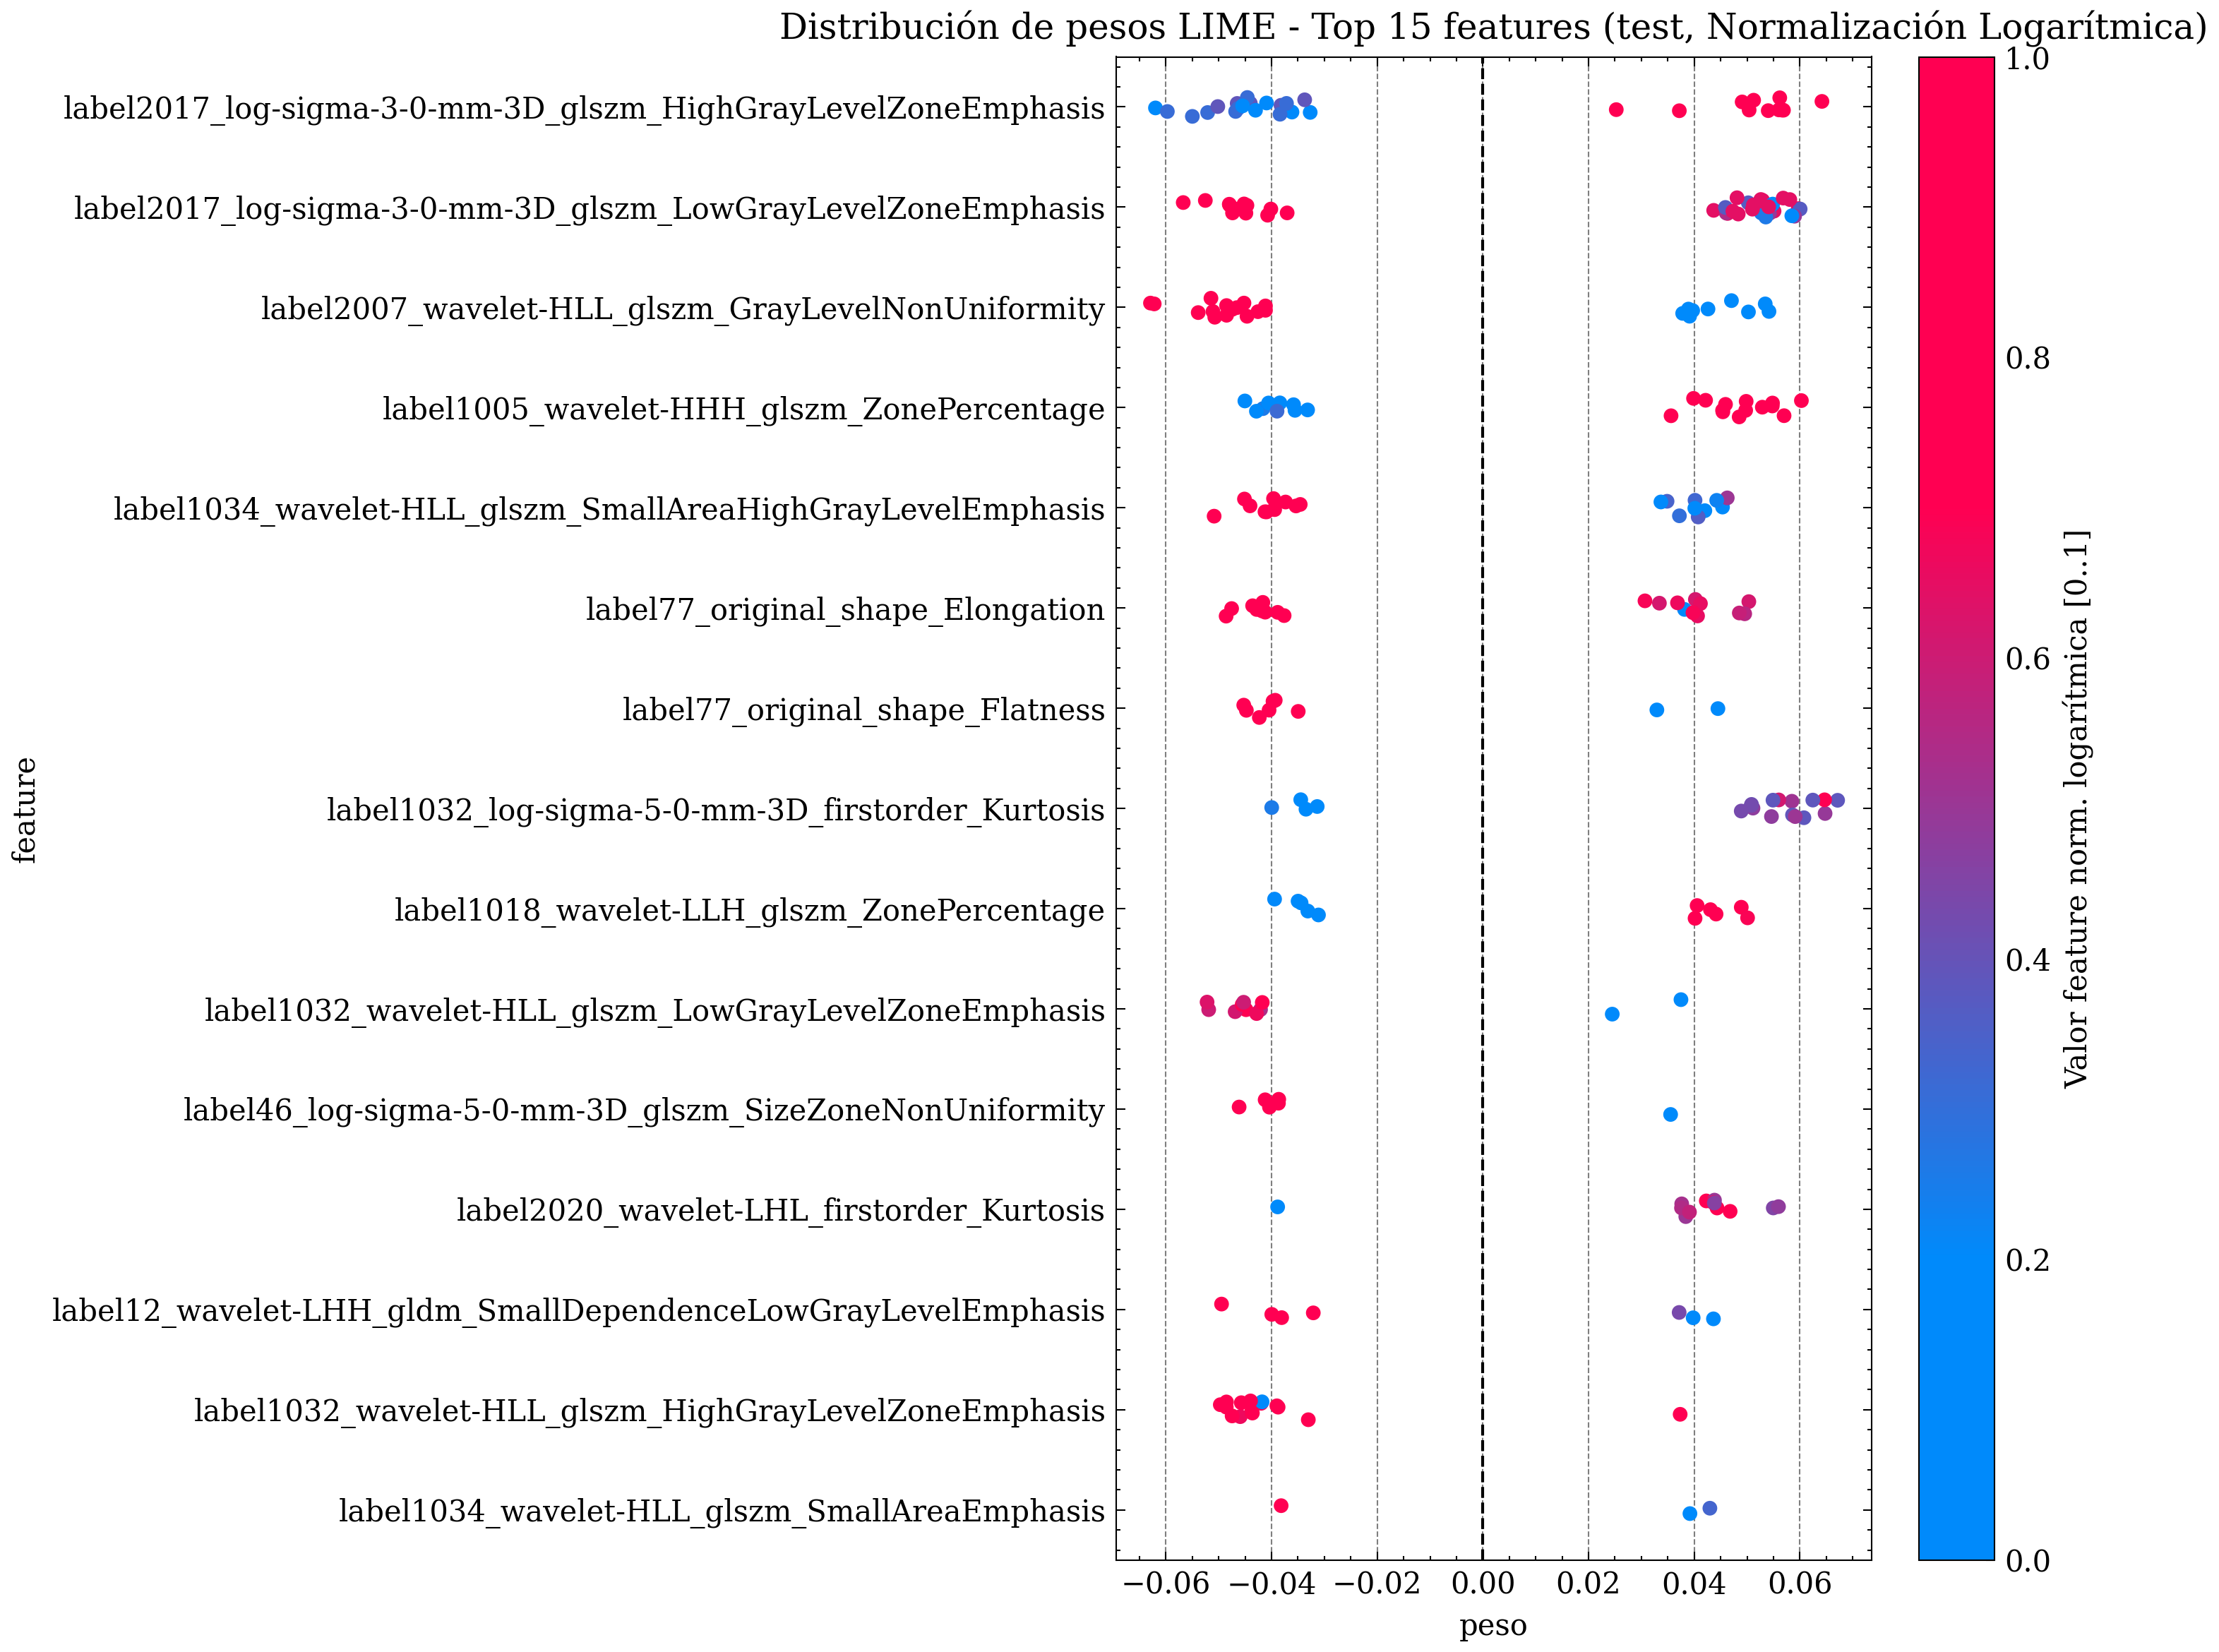 Distribución de pesos LIME - Top 15 features (test, Normalización Logarítmica)
label2017_log-sigma-3-0-mm-3D_glszm_HighGrayLevelZoneEmphasis
label2017_log-sigma-3-0-mm-3D_glszm_LowGrayLevelZoneEmphasis
label2007_wavelet-HLL_glszm_GrayLevelNonUniformity
label1005_wavelet-HHH_glszm_ZonePercentage
label1034_wavelet-HLL_glszm_SmallAreaHighGrayLevelEmphasis
label77_original_shape_Elongation
label77_original_shape_Flatness
label1032_log-sigma-5-0-mm-3D_firstorder_Kurtosis
label1018_wavelet-LLH_glszm_ZonePercentage
label1032_wavelet-HLL_glszm_LowGrayLevelZoneEmphasis
label46_log-sigma-5-0-mm-3D_glszm_SizeZoneNonUniformity
label2020_wavelet-LHL_firstorder_Kurtosis
label12_wavelet-LHH_gldm_SmallDependenceLowGrayLevelEmphasis
label1032_wavelet-HLL_glszm_HighGrayLevelZoneEmphasis
label1034_wavelet-HLL_glszm_SmallAreaEmphasis
feature
−0.06 −0.04 −0.02 0.00 0.02 0.04 0.06
peso
1.0
0.8
0.6
0.4
0.2
0.0
Valor feature norm. logarítmica [0..1]